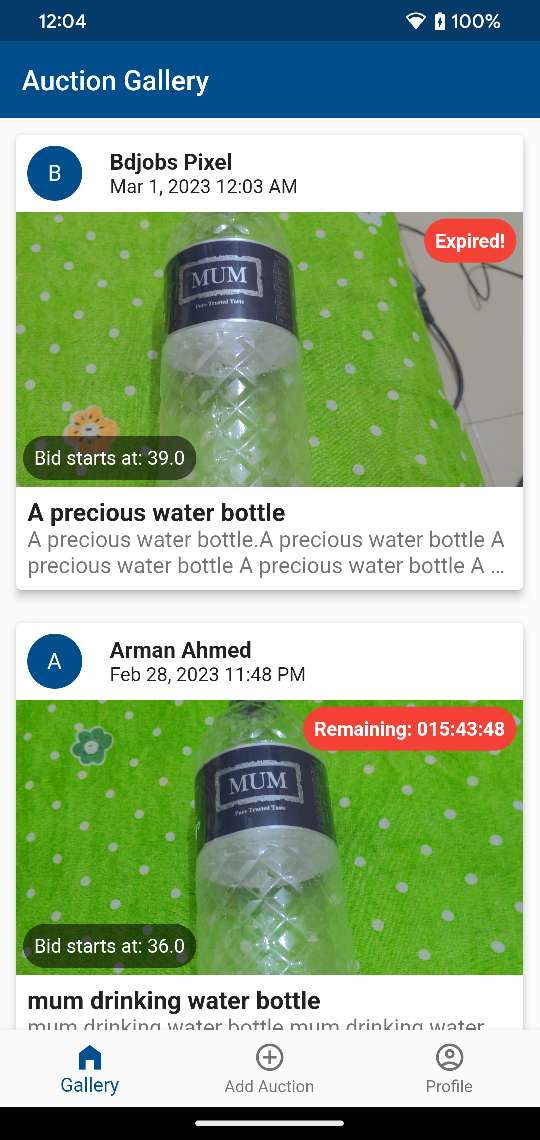 12:04
100%
Auction Gallery
B
Bdjobs Pixel
Mar 1, 2023 12:03 AM
Expired!
MUM
Pure Trusted Taste
Bid starts at: 39.0
A precious water bottle
A precious water bottle.A precious water bottle A
precious water bottle A precious water bottle A ...
A
Arman Ahmed
Feb 28, 2023 11:48 PM
Remaining: 015:43:48
MUM
Pure Trusted Taste
Bid starts at: 36.0
mum drinking water bottle
mum drinking water bottle mum drinking water
Gallery
Add Auction
Profile